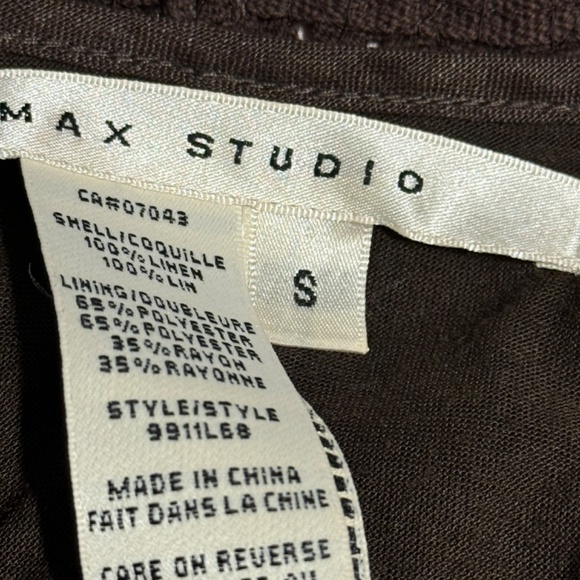 MAX STUDIO
S
CA#07043
SHELL/COQUILLE
100%LINEN
100%LIN
LINING/DOUBLEURE
65%POLYESTER
65%POLYESTER
35%RAYON
35%RAYONNE
STYLE/STYLE
9911L68
MADE IN CHINA
FAIT DANS LA CHINE
CARE ON REVERSE